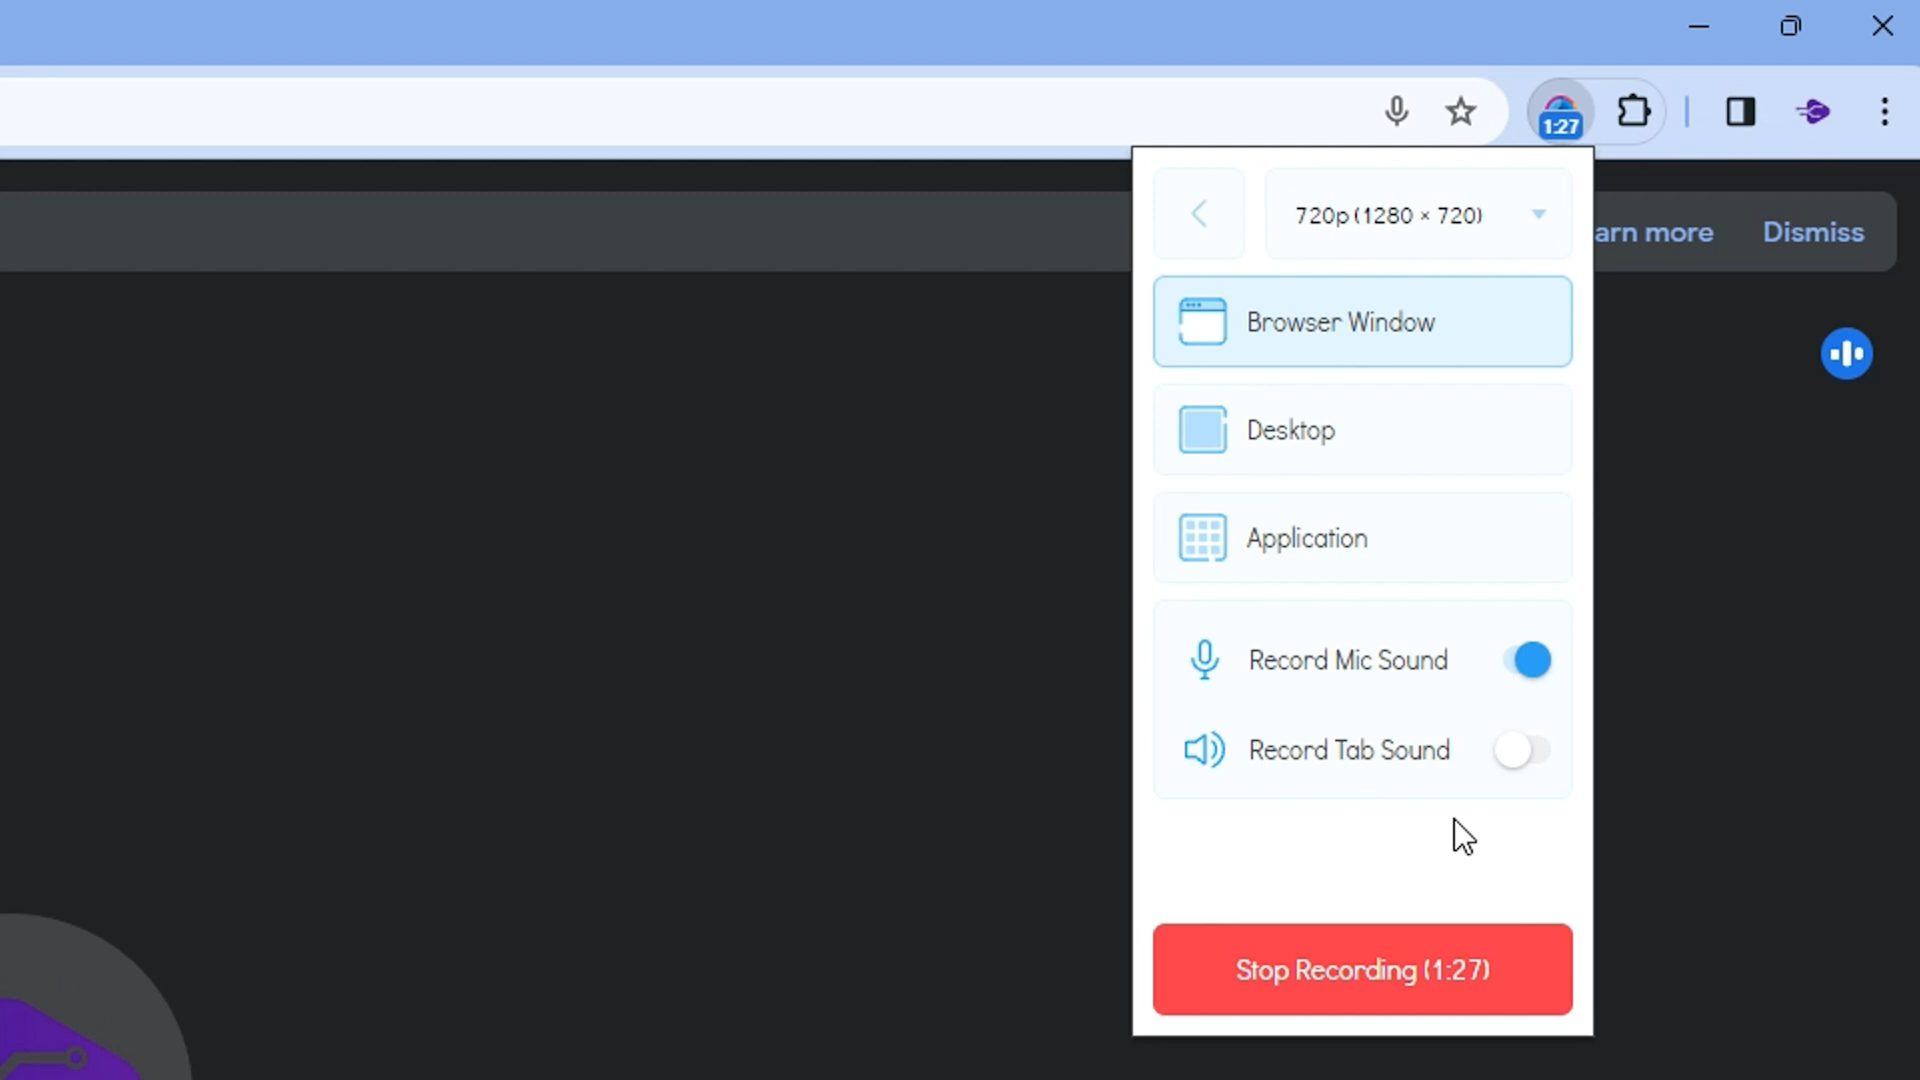 1:27
720p (1280 × 720)
arn more
Dismiss
Browser Window
Desktop
Application
Record Mic Sound
Record Tab Sound
Stop Recording (1:27)